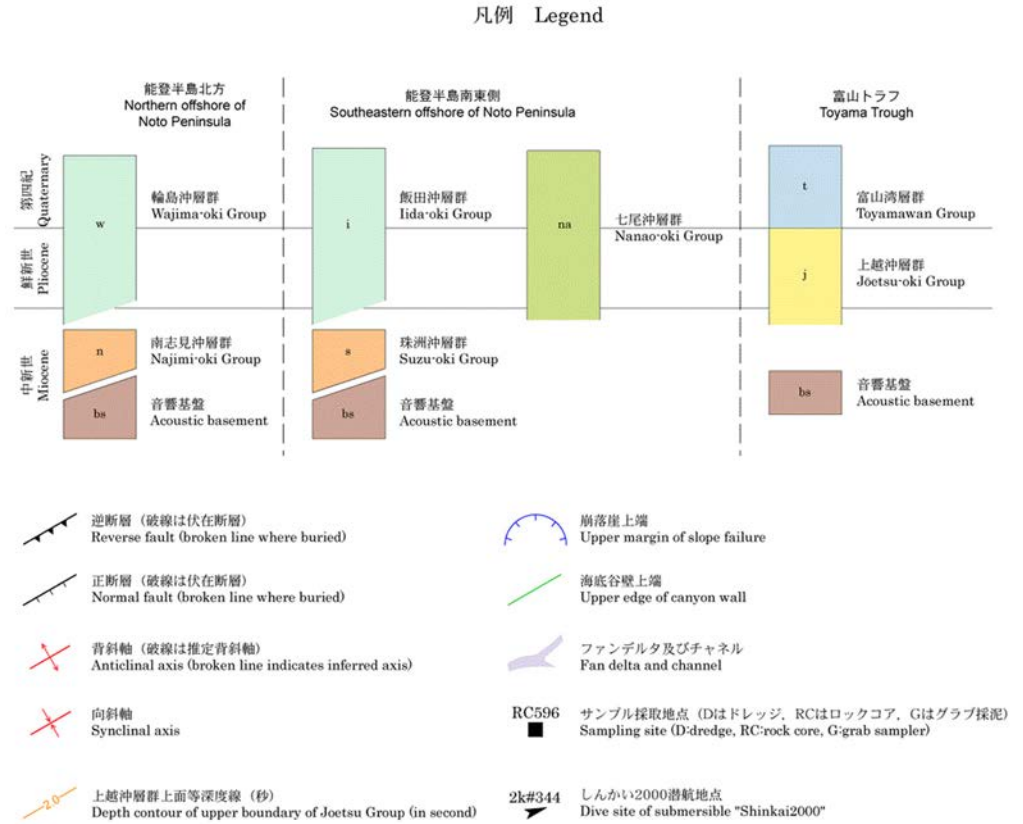 凡例 Legend
能登半島北方
Northern offshore of
Noto Peninsula
能登半島南東側
Southeastern offshore of Noto Peninsula
富山トラフ
Toyama Trough
第四紀
Quaternary
鮮新世
Pliocene
中新世
Miocene
w
輪島沖層群
Wajima-oki Group
n
南志見沖層群
Najimi-oki Group
bs
音響基盤
Acoustic basement
i
飯田沖層群
Iida-oki Group
s
珠洲沖層群
Suzu-oki Group
bs
音響基盤
Acoustic basement
na
七尾沖層群
Nanao-oki Group
t
富山湾層群
Toyamawan Group
j
上越沖層群
Joetsu-oki Group
bs
音響基盤
Acoustic basement
逆断層（破線は伏在断層）
Reverse fault (broken line where buried)
正断層（破線は伏在断層）
Normal fault (broken line where buried)
背斜軸（破線は推定背斜軸）
Anticlinal axis (broken line indicates inferred axis)
向斜軸
Synclinal axis
2.0
上越沖層群上面等深度線（秒）
Depth contour of upper boundary of Joetsu Group (in second)
崩落崖上端
Upper margin of slope failure
海底谷壁上端
Upper edge of canyon wall
ファンデルタ及びチャネル
Fan delta and channel
RC596
サンプル採取地点（Dはドレッジ，RCはロックコア，Gはグラブ採泥）
Sampling site (D:dredge, RC:rock core, G:grab sampler)
2k#344
しんかい2000潜航地点
Dive site of submersible "Shinkai2000"